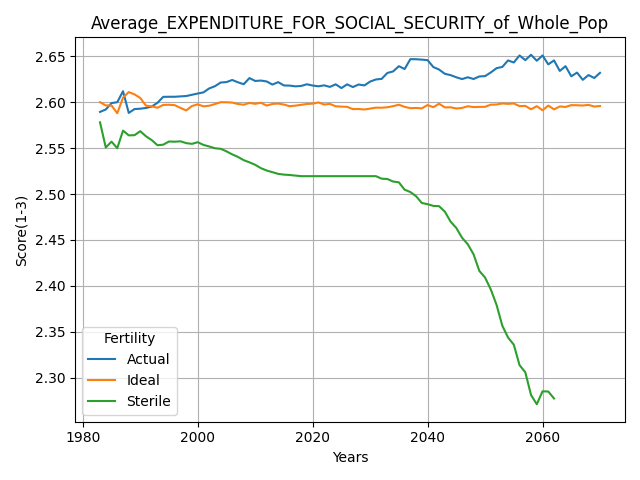 Average_EXPENDITURE_FOR_SOCIAL_SECURITY_of_Whole_Pop
2.65
2.60
2.55
2.50
2.45
2.40
2.35
2.30
Score(1-3)
Fertility
Actual
Ideal
Sterile
1980 2000 2020 2040 2060
Years